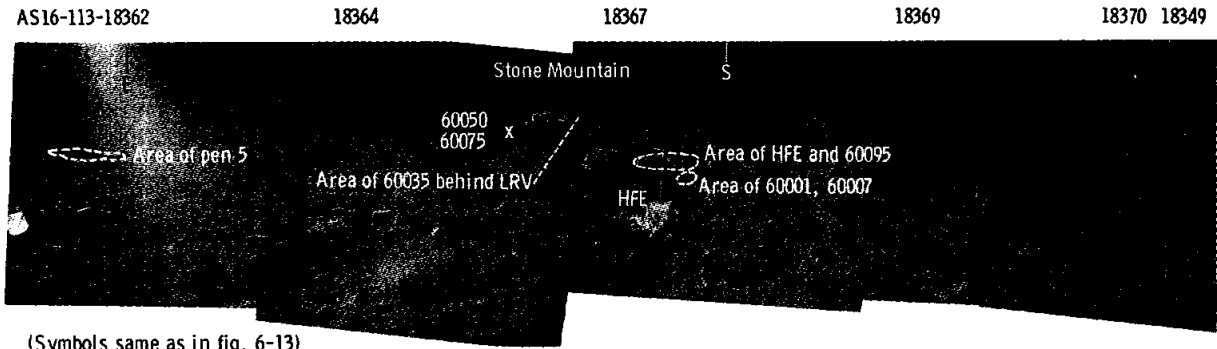 AS16-113-18362 18364 18367 18369 18370 18349
Stone Mountain S
60050
60075 x
Area of pen 5
Area of HFE and 60095
Area of 60035 behind LRV
Area of 60001, 60007
HFE
(Symbols same as in fig. 6-13)